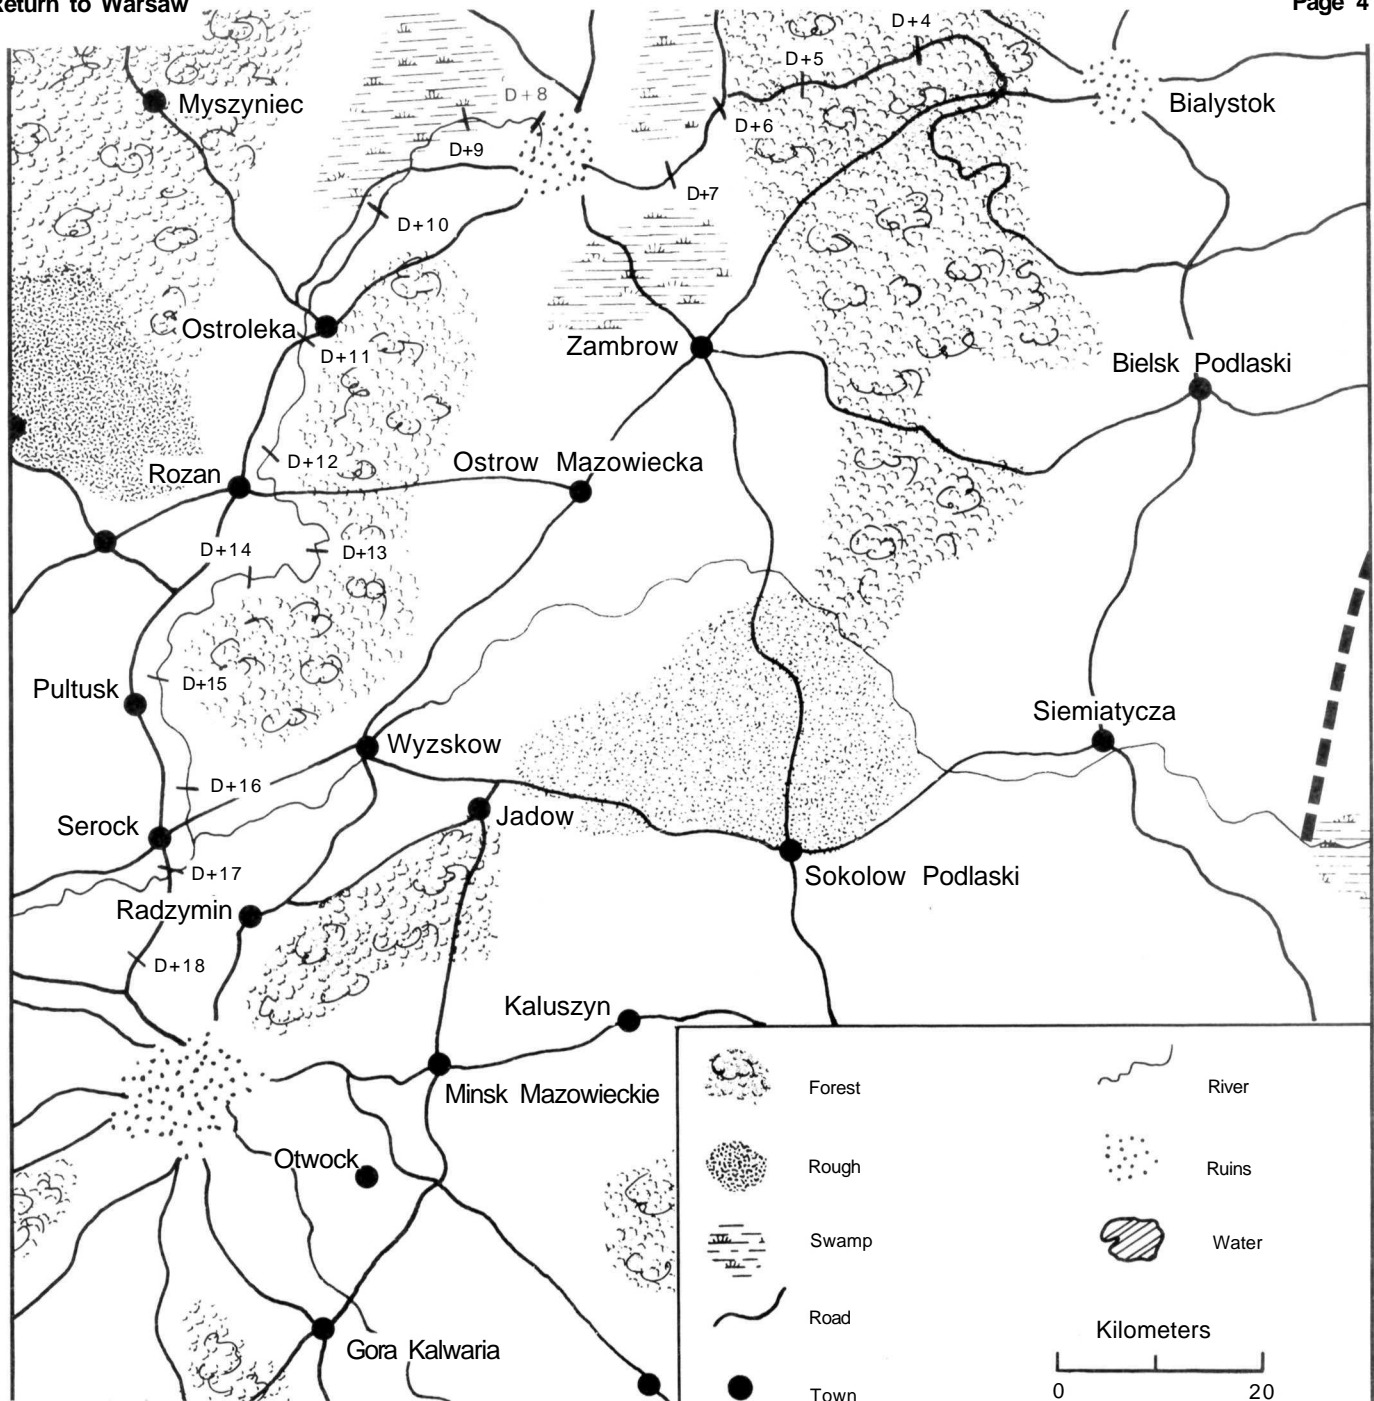 Return to Warsaw
Page 4
D+4
D+5
D+8
Myszyniec
Bialystok
D+6
D+9
D+7
D+10
Ostroleka
D+11
Zambrow
Bielsk Podlaski
D+12
Ostrow Mazowiecka
Rozan
D+14
D+13
Pultusk
D+15
Siemiatycza
Wyzskow
D+16
Serock
Jadow
D+17
Sokolow Podlaski
Radzymin
D+18
Kaluszyn
Minsk Mazowieckie
Otwock
Gora Kalwaria
Forest
River
Rough
Ruins
Swamp
Water
Road
Kilometers
Town
0 20